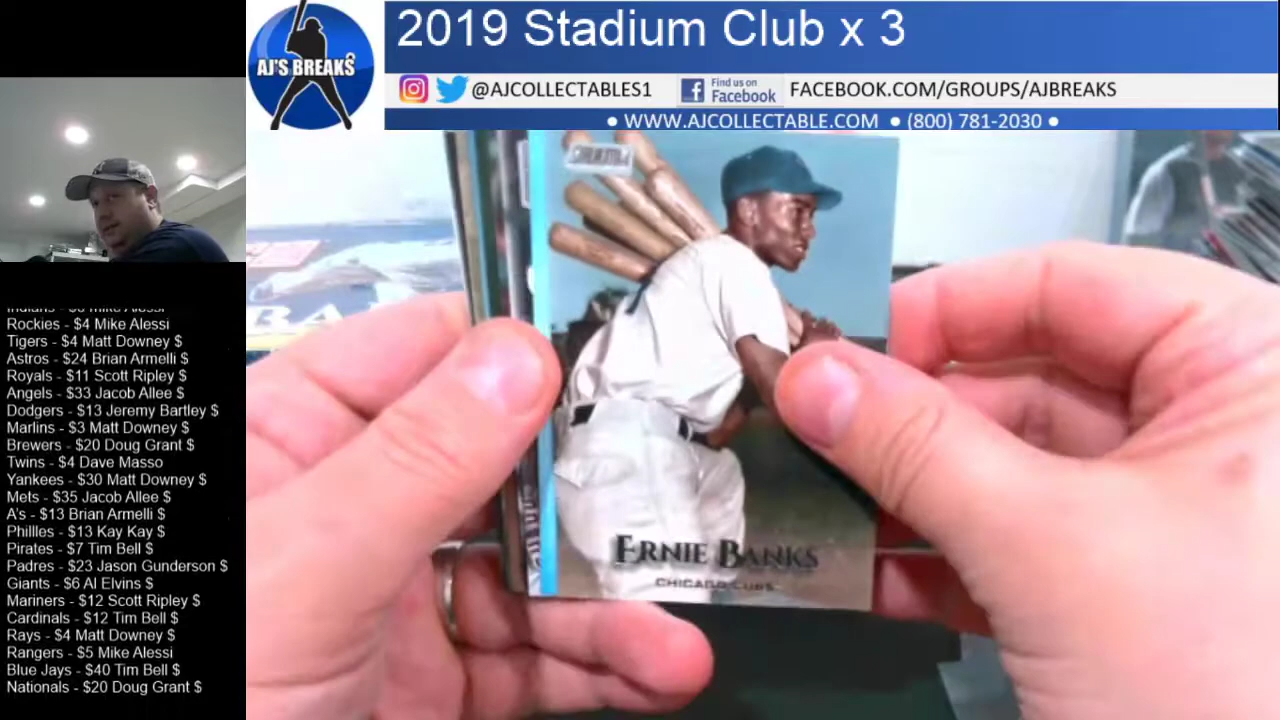 2019 Stadium Club x 3
AJ'S BREAKS
@AJCOLLECTABLES1
Find us on
Facebook
FACEBOOK.COM/GROUPS/AJBREAKS
• WWW.AJCOLLECTABLE.COM • (800) 781-2030 •
Rockies - $4 Mike Alessi
Tigers - $4 Matt Downey $
Astros - $24 Brian Armelli $
Royals - $11 Scott Ripley $
Angels - $33 Jacob Allee $
Dodgers - $13 Jeremy Bartley $
Marlins - $3 Matt Downey $
Brewers - $20 Doug Grant $
Twins - $4 Dave Masso
Yankees - $30 Matt Downey $
Mets - $35 Jacob Allee $
A's - $13 Brian Armelli $
Phillles - $13 Kay Kay $
Pirates - $7 Tim Bell $
Padres - $23 Jason Gunderson $
Giants - $6 Al Elvins $
Mariners - $12 Scott Ripley $
Cardinals - $12 Tim Bell $
Rays - $4 Matt Downey $
Rangers - $5 Mike Alessi
Blue Jays - $40 Tim Bell $
Nationals - $20 Doug Grant $
ERNIE BANKS
CHICAGO CUBS